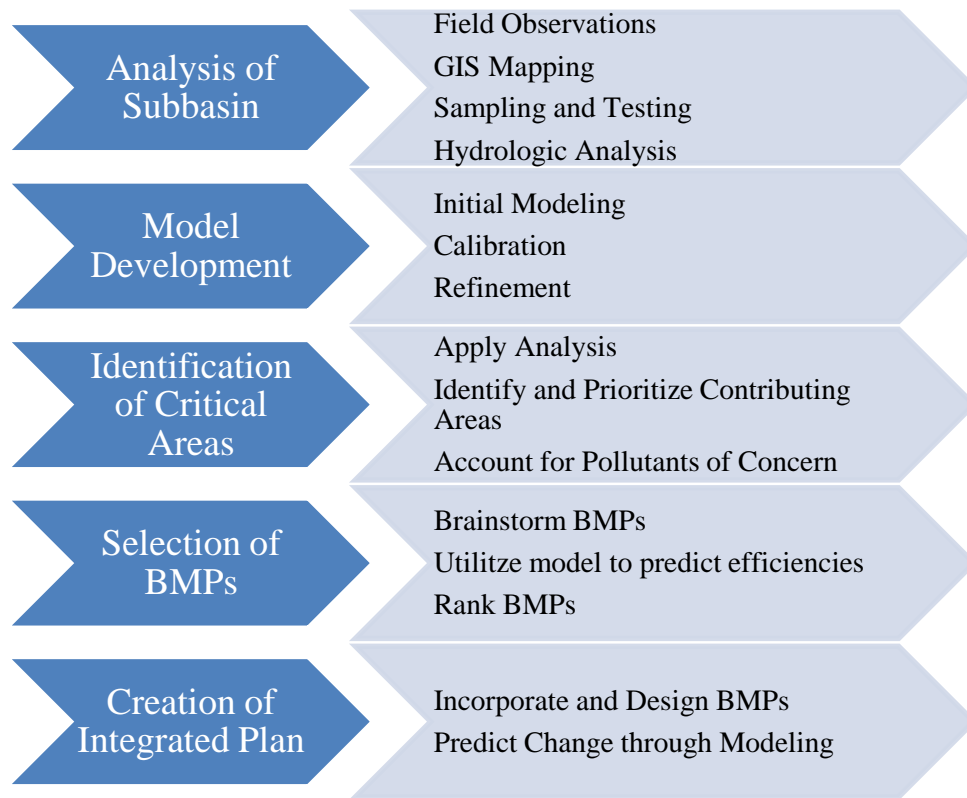 Analysis of
Subbasin
Field Observations
GIS Mapping
Sampling and Testing
Hydrologic Analysis
Model
Development
Initial Modeling
Calibration
Refinement
Identification
of Critical
Areas
Apply Analysis
Identify and Prioritize Contributing
Areas
Account for Pollutants of Concern
Selection of
BMPs
Brainstorm BMPs
Utilitze model to predict efficiencies
Rank BMPs
Creation of
Integrated Plan
Incorporate and Design BMPs
Predict Change through Modeling